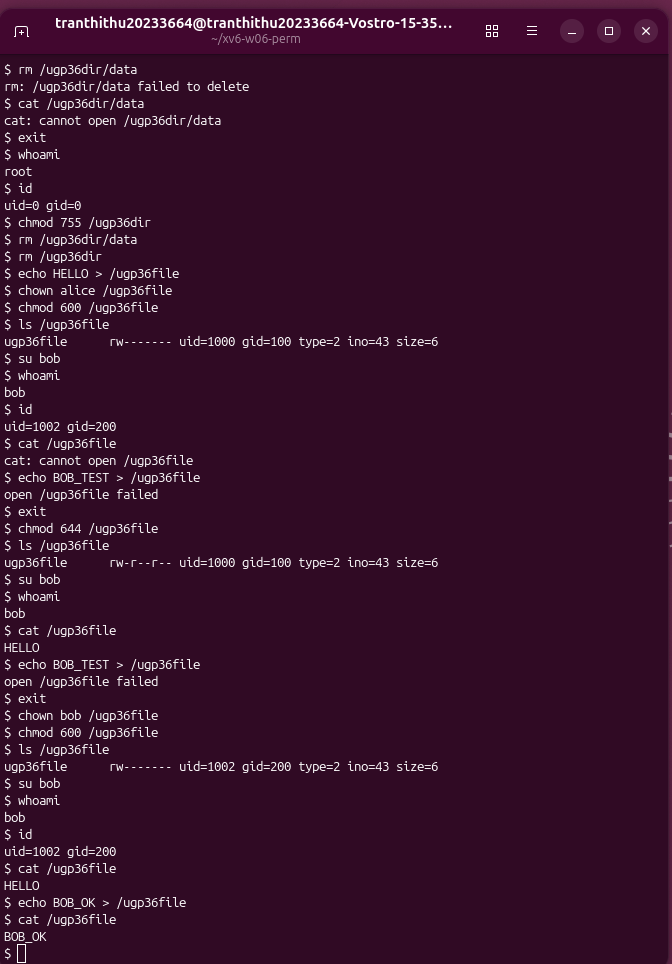 tranthithu20233664@tranthithu20233664-Vostro-15-35...
~/xv6-w06-perm
$ rm /ugp36dir/data
rm: /ugp36dir/data failed to delete
$ cat /ugp36dir/data
cat: cannot open /ugp36dir/data
$ exit
$ whoami
root
$ id
uid=0 gid=0
$ chmod 755 /ugp36dir
$ rm /ugp36dir/data
$ rm /ugp36dir
$ echo HELLO > /ugp36file
$ chown alice /ugp36file
$ chmod 600 /ugp36file
$ ls /ugp36file
ugp36file      rw------- uid=1000 gid=100 type=2 ino=43 size=6
$ su bob
$ whoami
bob
$ id
uid=1002 gid=200
$ cat /ugp36file
cat: cannot open /ugp36file
$ echo BOB_TEST > /ugp36file
open /ugp36file failed
$ exit
$ chmod 644 /ugp36file
$ ls /ugp36file
ugp36file      rw-r--r-- uid=1000 gid=100 type=2 ino=43 size=6
$ su bob
$ whoami
bob
$ cat /ugp36file
HELLO
$ echo BOB_TEST > /ugp36file
open /ugp36file failed
$ exit
$ chown bob /ugp36file
$ chmod 600 /ugp36file
$ ls /ugp36file
ugp36file      rw------- uid=1002 gid=200 type=2 ino=43 size=6
$ su bob
$ whoami
bob
$ id
uid=1002 gid=200
$ cat /ugp36file
HELLO
$ echo BOB_OK > /ugp36file
$ cat /ugp36file
BOB_OK
$